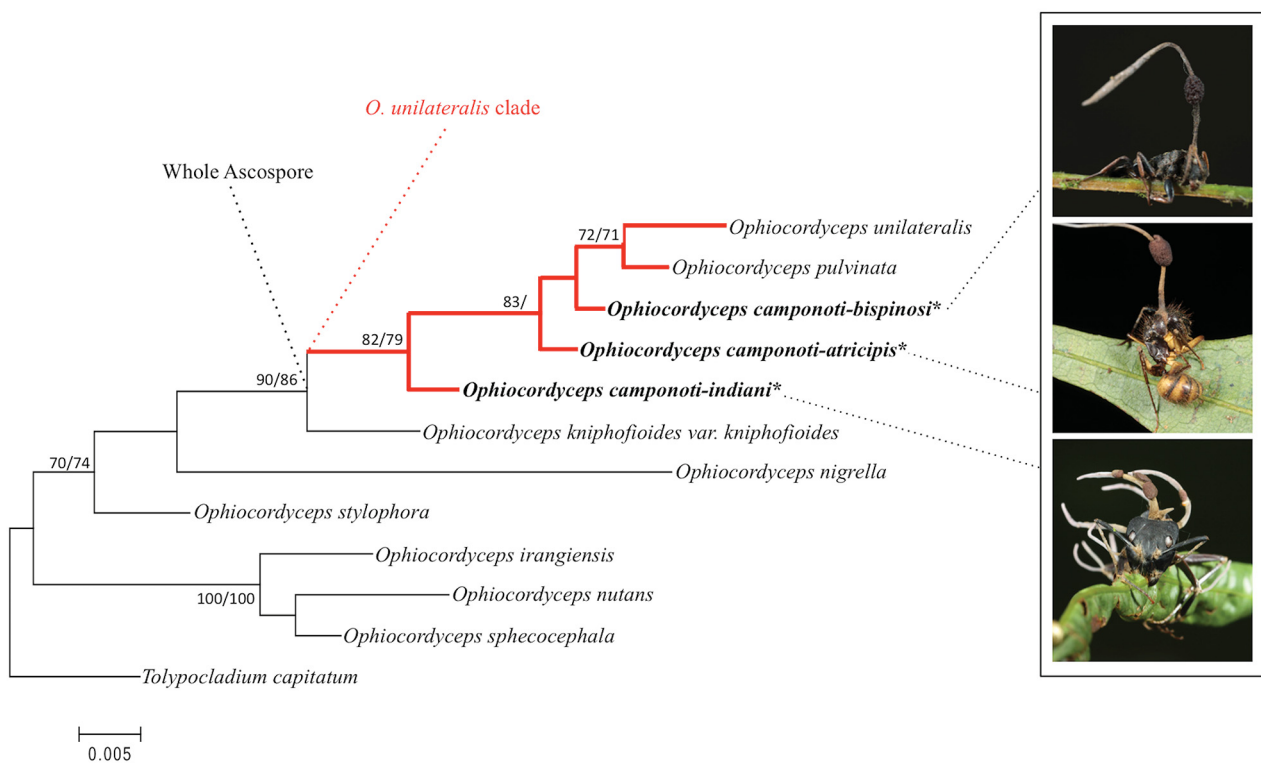 O. unilateralis clade
Whole Ascospore
72/71
Ophiocordyceps unilateralis
Ophiocordyceps pulvinata
83/
Ophiocordyceps camponoti-bispinosi*
82/79
Ophiocordyceps camponoti-atricipis*
90/86
Ophiocordyceps camponoti-indiani*
Ophiocordyceps kniphofioides var. kniphofioides
70/74
Ophiocordyceps nigrella
Ophiocordyceps stylophora
Ophiocordyceps irangiensis
100/100
Ophiocordyceps nutans
Ophiocordyceps sphecocephala
Tolypocladium capitatum
0.005